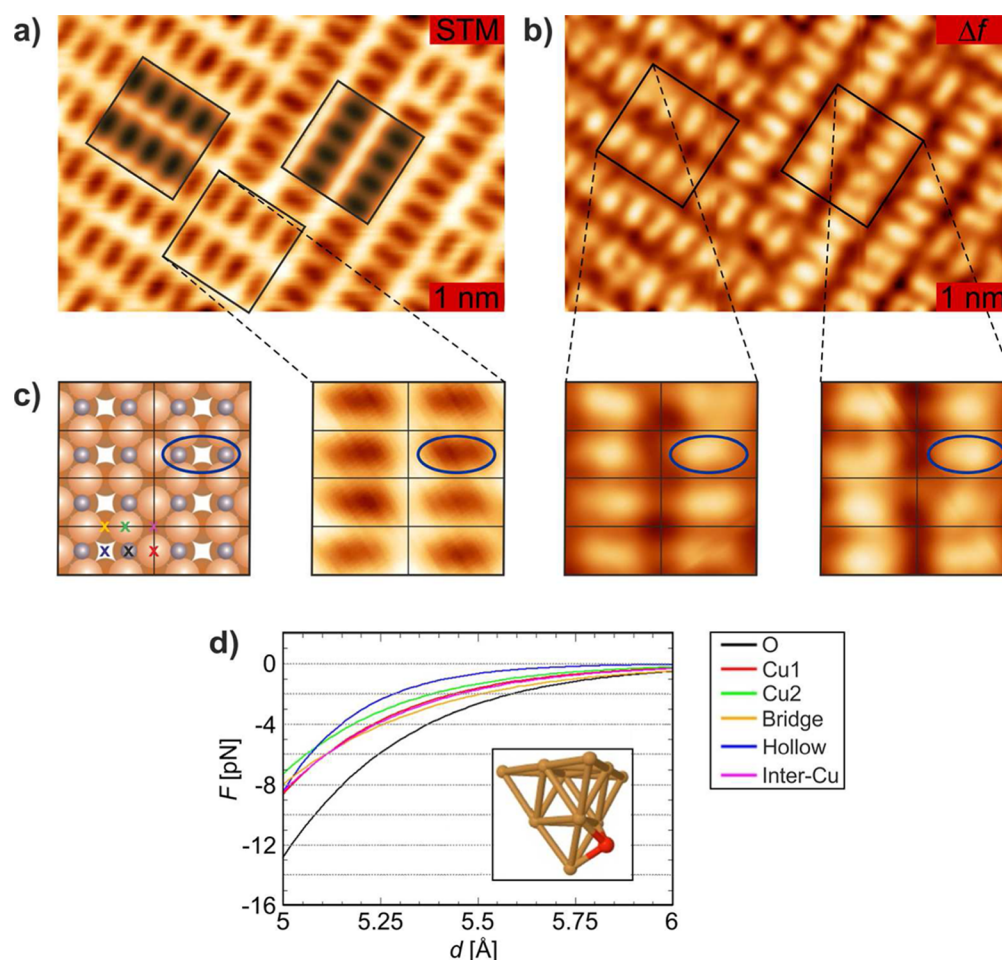 a)
STM
1 nm
b)
Δf
1 nm
c)
x x x
x x x
d)
F [pN]
0
-4
-8
-12
-16
5 5.25 5.5 5.75 6
d [Å]
O
Cu1
Cu2
Bridge
Hollow
Inter-Cu